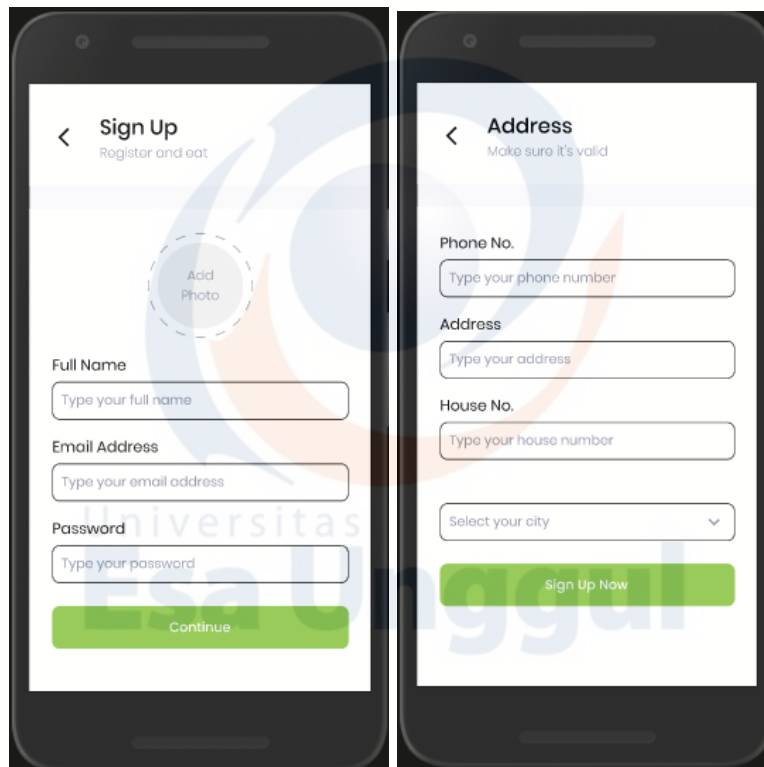 Sign Up
Register and eat
Add
Photo
Full Name
Type your full name
Email Address
Type your email address
Password
Type your password
Continue
Address
Make sure it's valid
Phone No.
Type your phone number
Address
Type your address
House No.
Type your house number
Select your city
Sign Up Now
Universitas
Esa Unggul